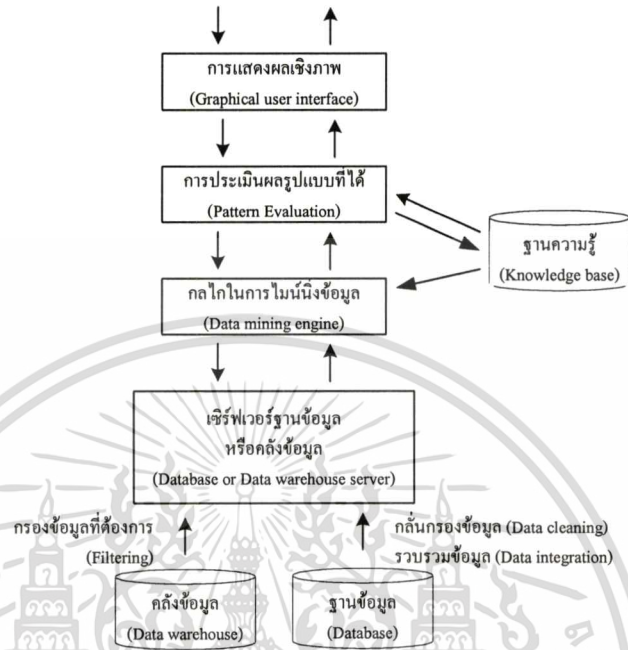 การแสดงผลเชิงภาพ
(Graphical user interface)
การประเมินผลรูปแบบที่ได้
(Pattern Evaluation)
ฐานความรู้
(Knowledge base)
กลไกในการไมน์นิ่งข้อมูล
(Data mining engine)
เซิร์ฟเวอร์ฐานข้อมูล
หรือคลังข้อมูล
(Database or Data warehouse server)
กรองข้อมูลที่ต้องการ
(Filtering)
กลั่นกรองข้อมูล (Data cleaning)
รวบรวมข้อมูล (Data integration)
คลังข้อมูล
(Data warehouse)
ฐานข้อมูล
(Database)